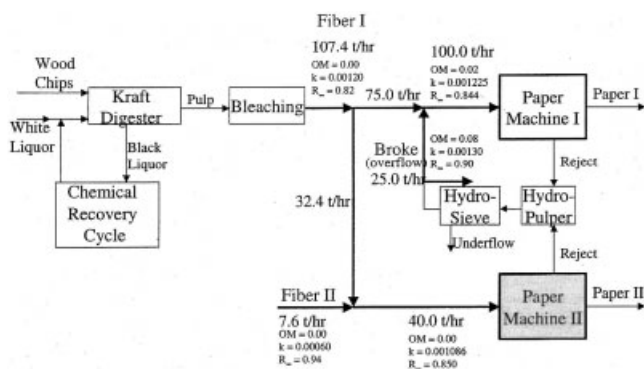 Fiber I
107.4 t/hr
OM = 0.00
k = 0.00120
R∞ = 0.82
100.0 t/hr
OM = 0.02
k = 0.001225
R∞ = 0.844
Wood
Chips
Kraft
Digester
Pulp
Bleaching
75.0 t/hr
Paper
Machine I
Paper I
White
Liquor
Black
Liquor
Broke
(overflow)
25.0 t/hr
OM = 0.08
k = 0.00130
R∞ = 0.90
Reject
Chemical
Recovery
Cycle
32.4 t/hr
Hydro-
Sieve
Hydro-
Pulper
Underflow
Reject
Fiber II
7.6 t/hr
OM = 0.00
k = 0.00060
R∞ = 0.94
40.0 t/hr
OM = 0.00
k = 0.001086
R∞ = 0.850
Paper
Machine II
Paper II